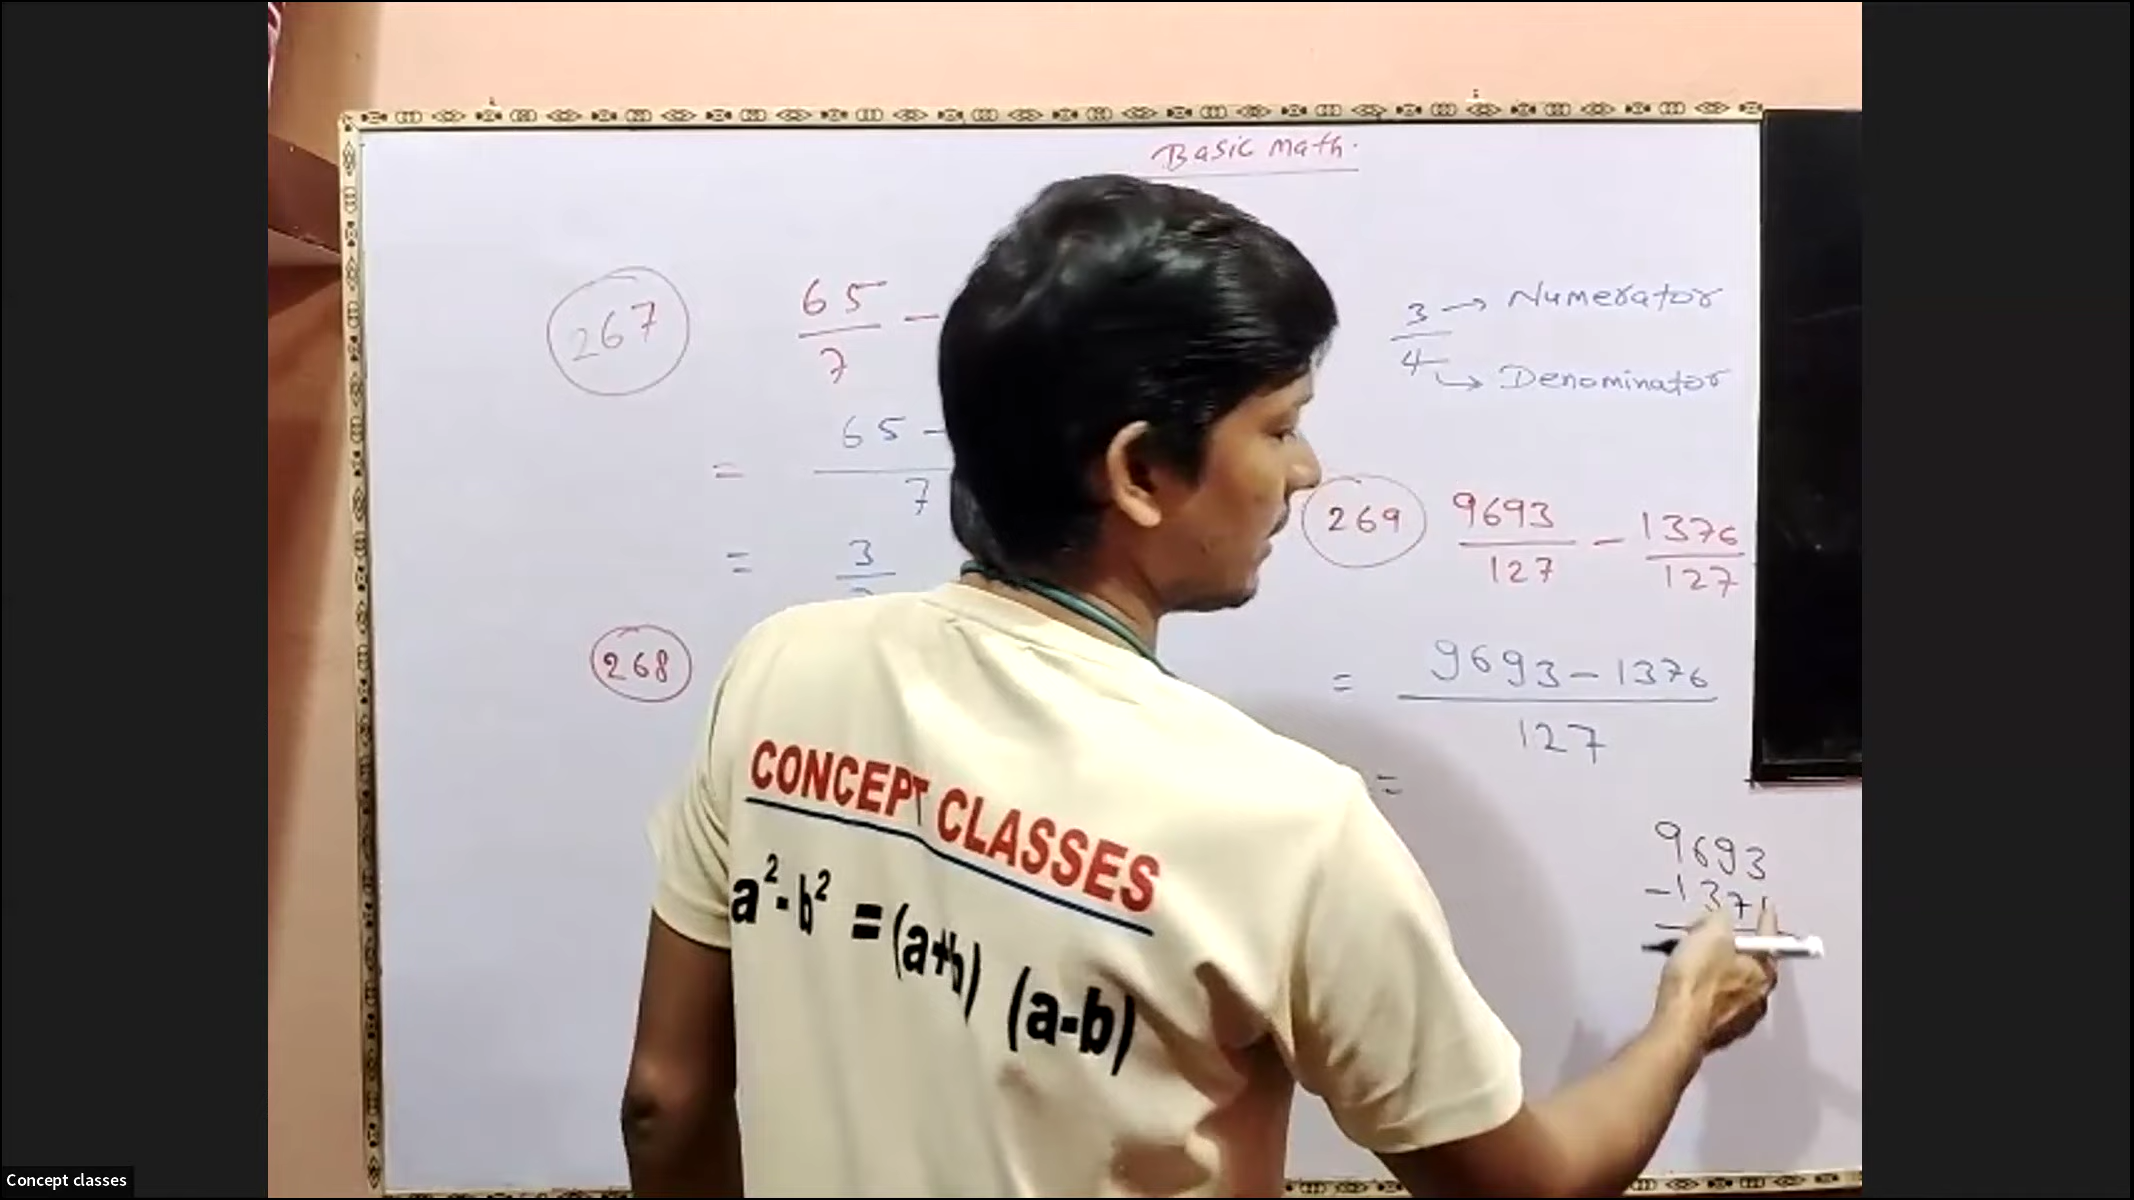 Basic Math.
267
65
7
-
= 65 -
7
= 3
268
3 → Numerator
4 → Denominator
269
9693 - 1376
127 127
= 9693 - 1376
127
=
9693
-137
CONCEPT CLASSES
a² - b² = (a+b) (a-b)
Concept classes